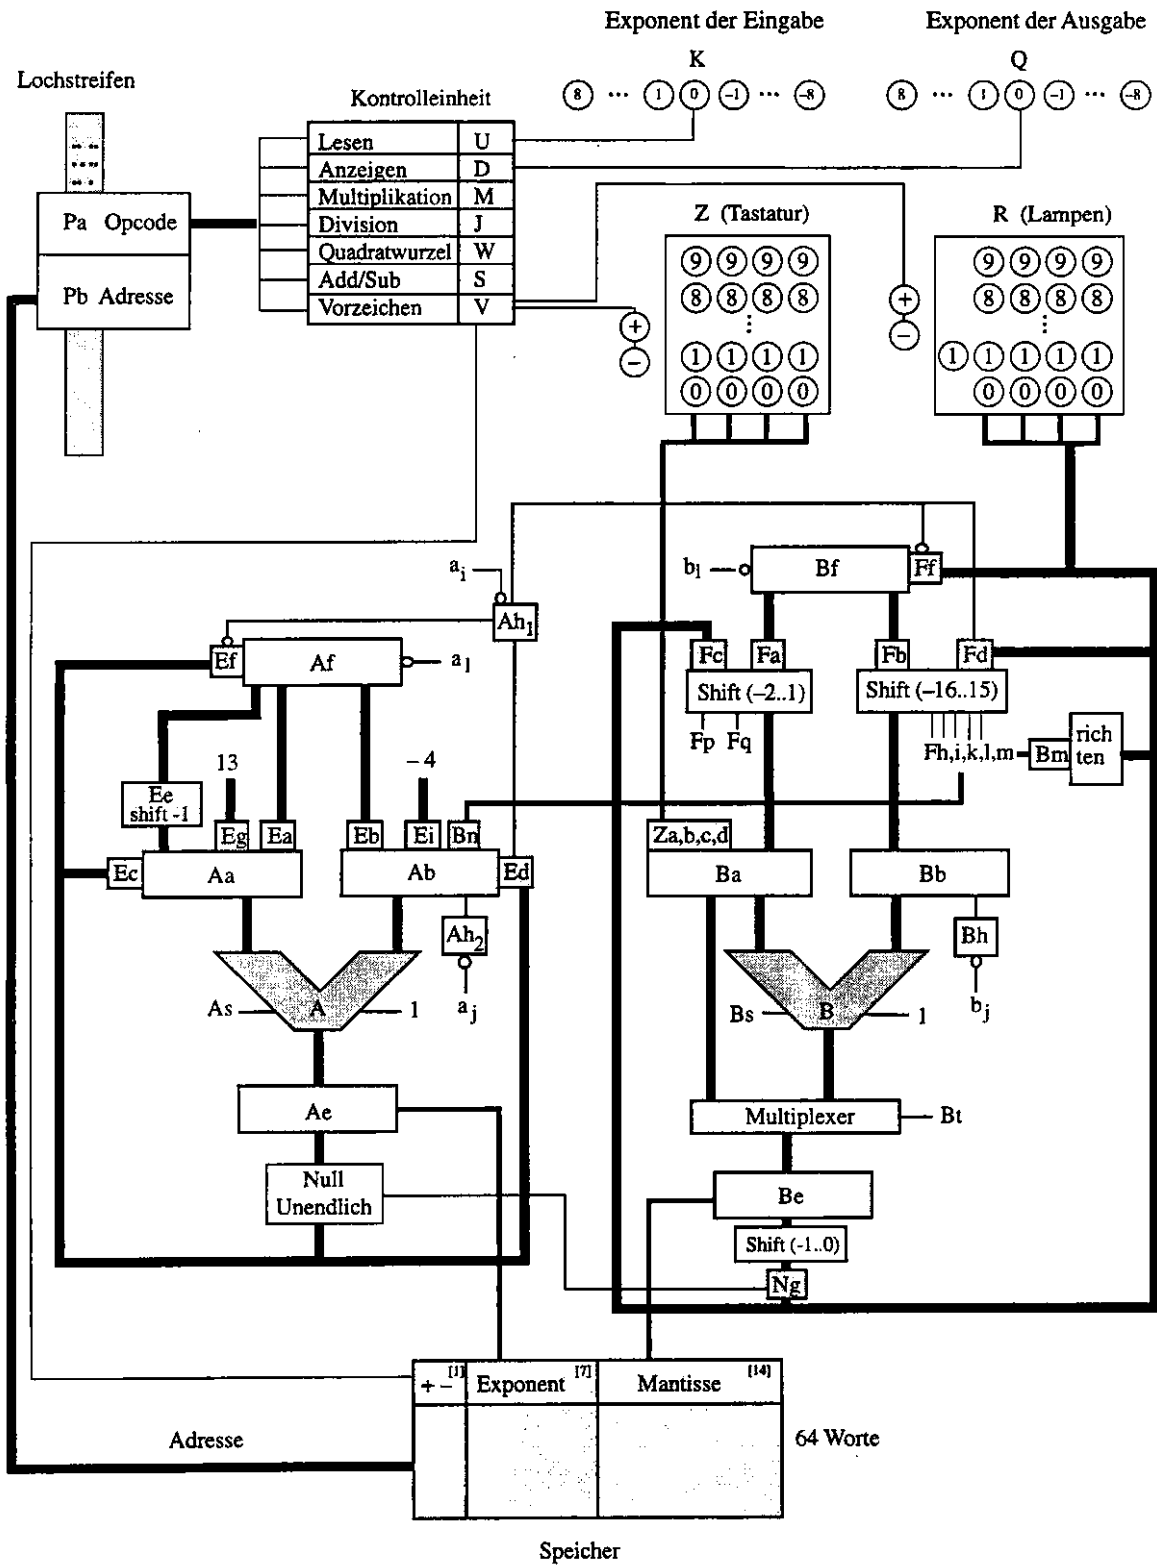 Exponent der Eingabe
Exponent der Ausgabe
K
Q
8 ... 1 0 -1 ... -8
8 ... 1 0 -1 ... -8
Lochstreifen
Kontrolleinheit
Lesen U
Anzeigen D
Multiplikation M
Division J
Quadratwurzel W
Add/Sub S
Vorzeichen V
Pa Opcode
Pb Adresse
Z (Tastatur)
R (Lampen)
9 9 9 9
8 8 8 8
⋮
1 1 1 1
0 0 0 0
9 9 9 9
8 8 8 8
⋮
1 1 1 1 1
0 0 0 0
+
−
+
−
ai
Ah1
bl
Bf
Ff
Ef
Af
al
Fc
Fa
Fb
Fd
Shift (–2..1)
Shift (–16..15)
Fp Fq
Fh,i,k,l,m
Bm
rich
ten
13
– 4
Ee
shift -1
Eg
Ea
Eb
Ei
Bn
Za,b,c,d
Ec
Aa
Ab
Ed
Ba
Bb
Ah2
Bh
As
A
1
aj
Bs
B
1
bj
Ae
Multiplexer
Bt
Null
Unendlich
Be
Shift (-1..0)
Ng
+ – [1]
Exponent [7]
Mantisse [14]
Adresse
64 Worte
Speicher